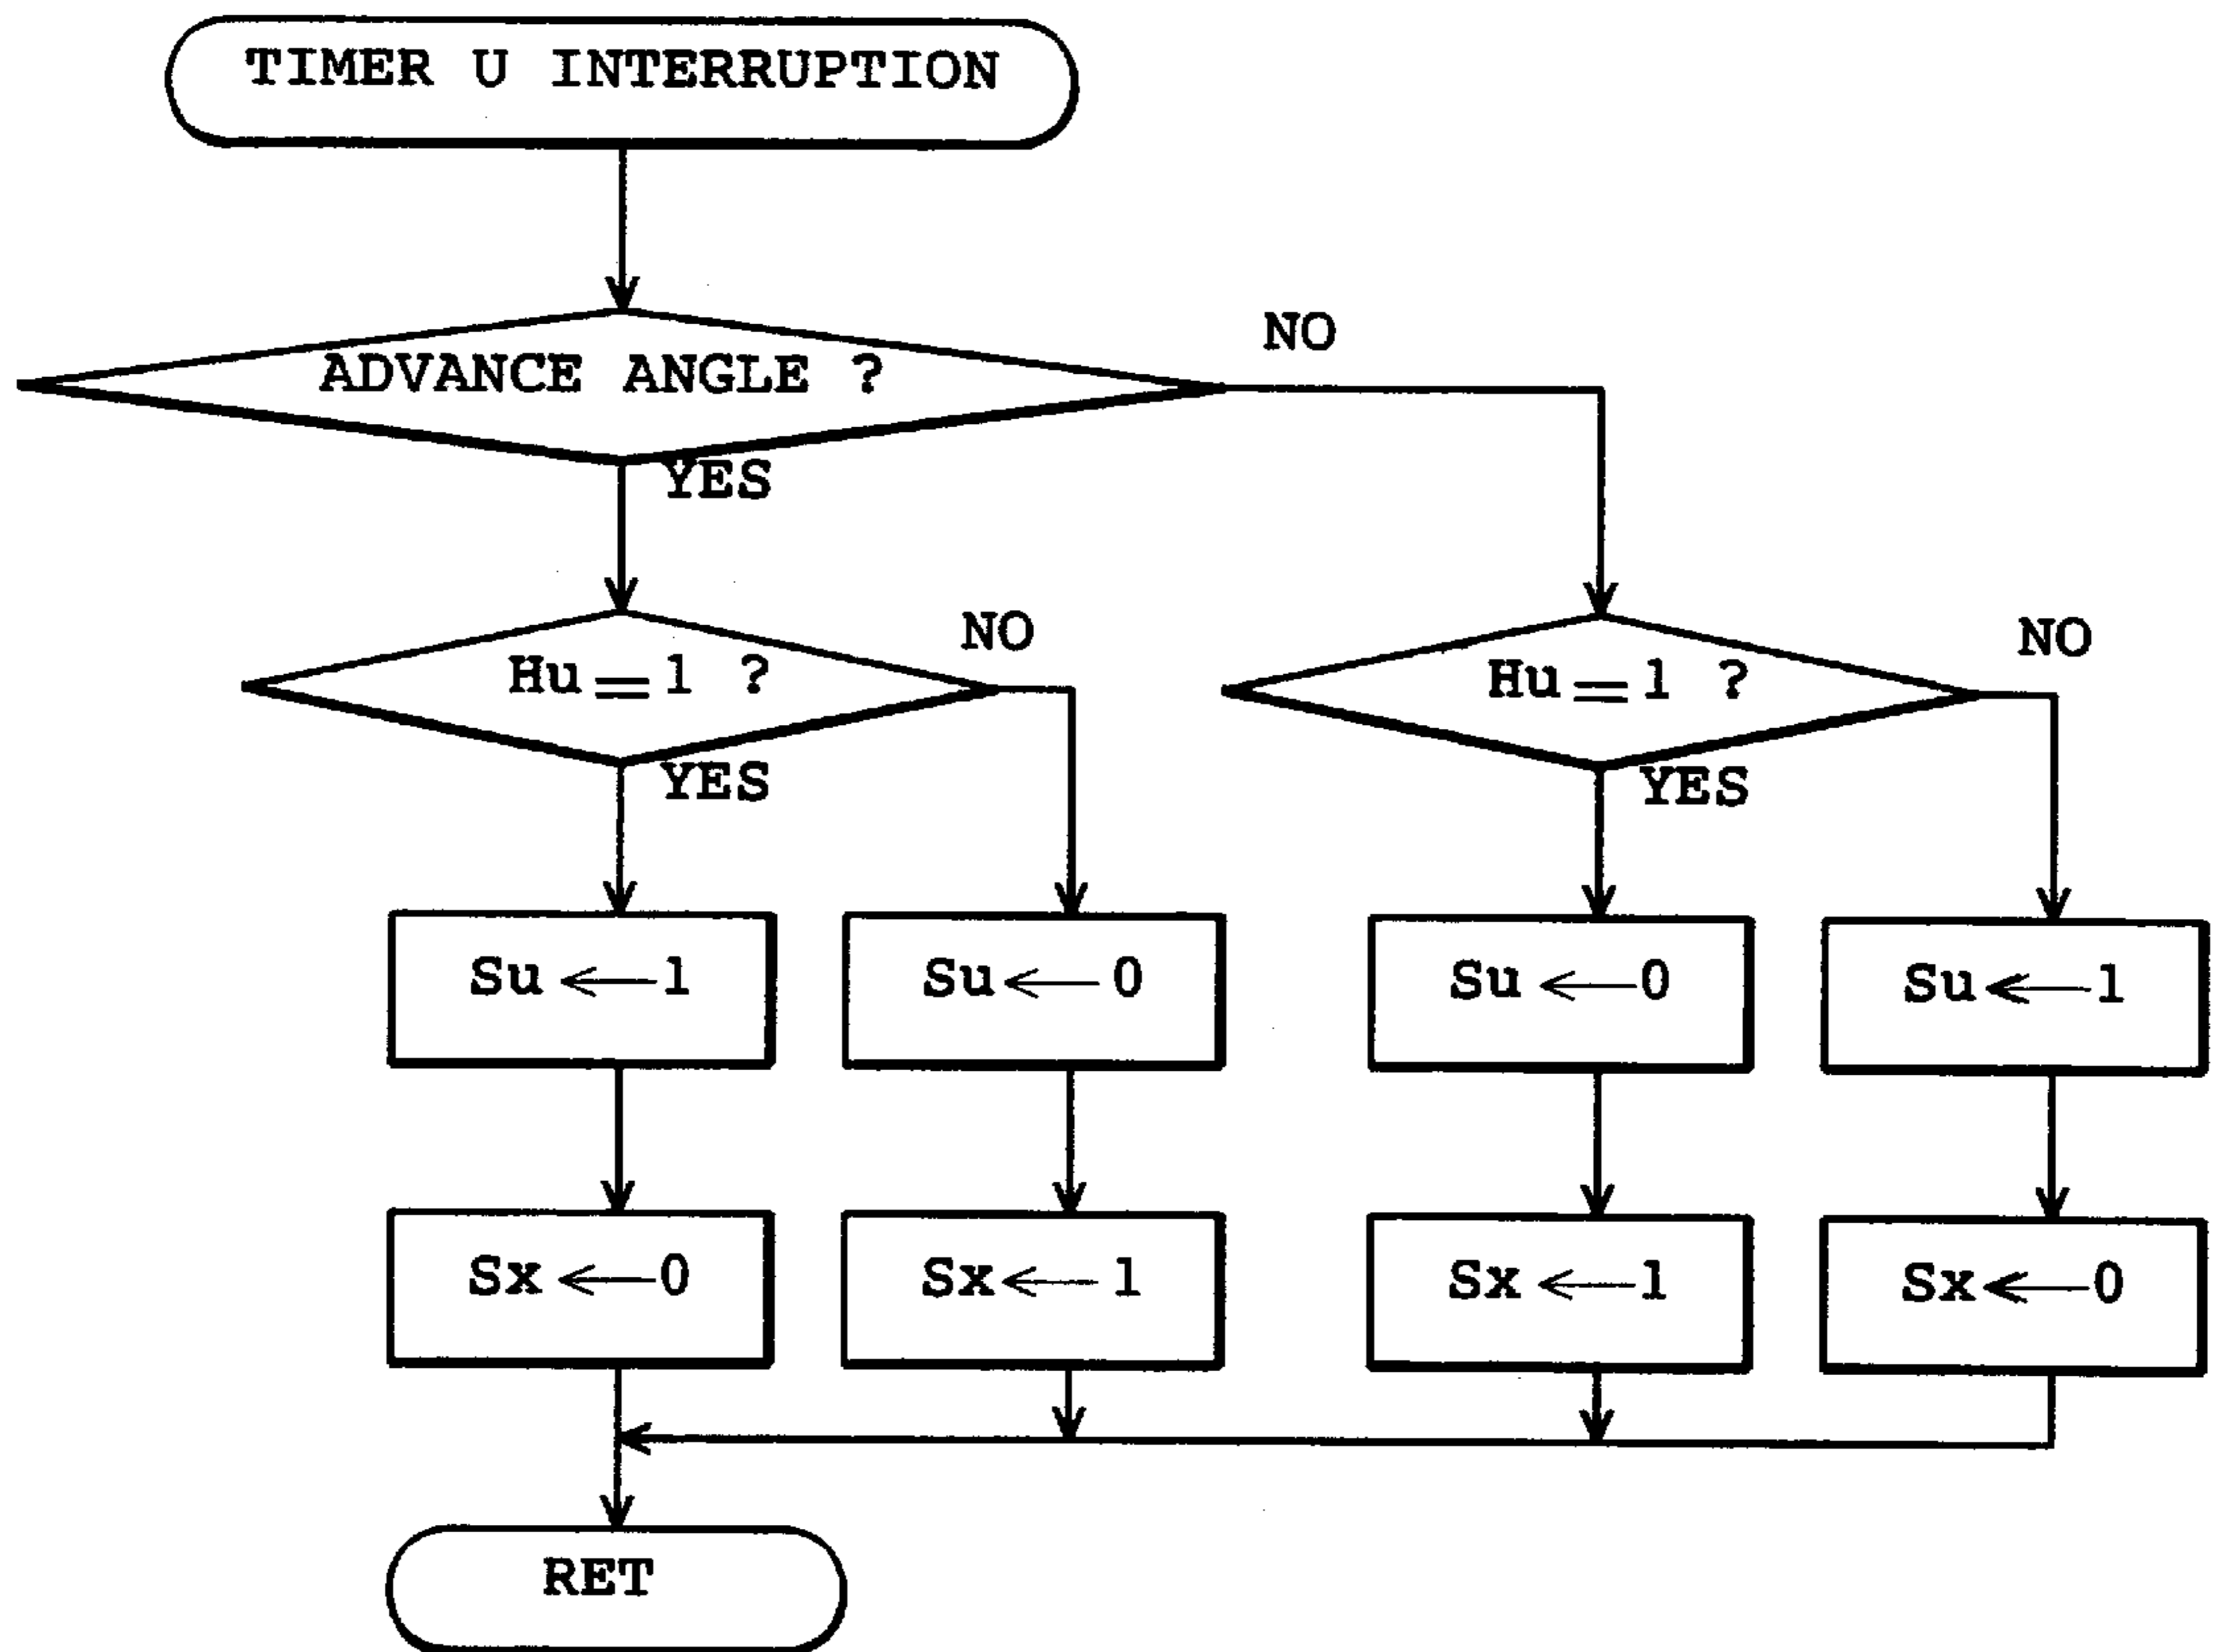 TIMER U INTERRUPTION
NO
ADVANCE ANGLE ?
YES
NO
NO
Hu=1 ?
Hu=1 ?
YES
YES
Su←1
Su←0
Su←0
Su←1
Sx←0
Sx←1
Sx←1
Sx←0
RET